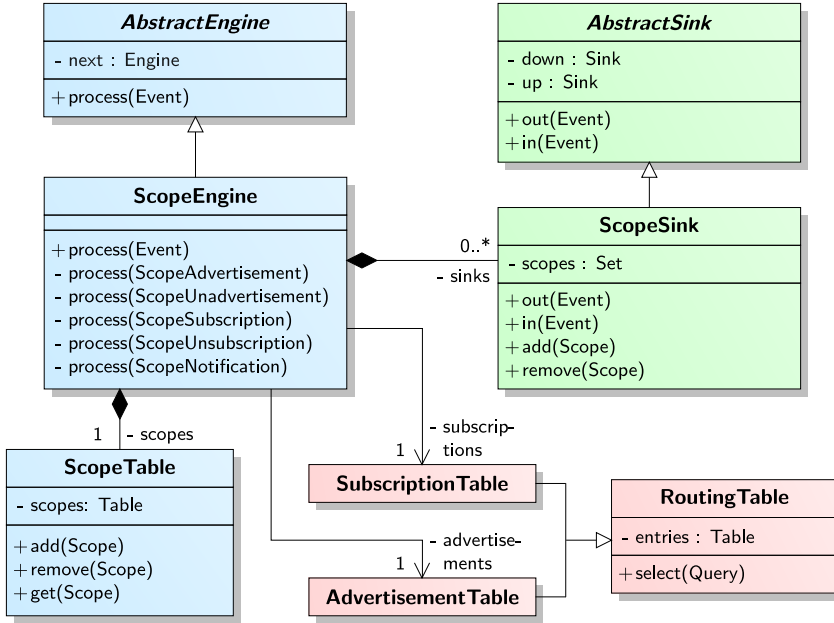 AbstractEngine
- next : Engine
+ process(Event)
AbstractSink
- down : Sink
- up : Sink
+ out(Event)
+ in(Event)
ScopeEngine
+ process(Event)
- process(ScopeAdvertisement)
- process(ScopeUnadvertisement)
- process(ScopeSubscription)
- process(ScopeUnsubscription)
- process(ScopeNotification)
0..*
- sinks
ScopeSink
- scopes : Set
+ out(Event)
+ in(Event)
+ add(Scope)
+ remove(Scope)
1 - scopes
ScopeTable
- scopes: Table
+ add(Scope)
+ remove(Scope)
+ get(Scope)
- subscrip-
1 tions
SubscriptionTable
- advertise-
1 ments
AdvertisementTable
RoutingTable
- entries : Table
+ select(Query)